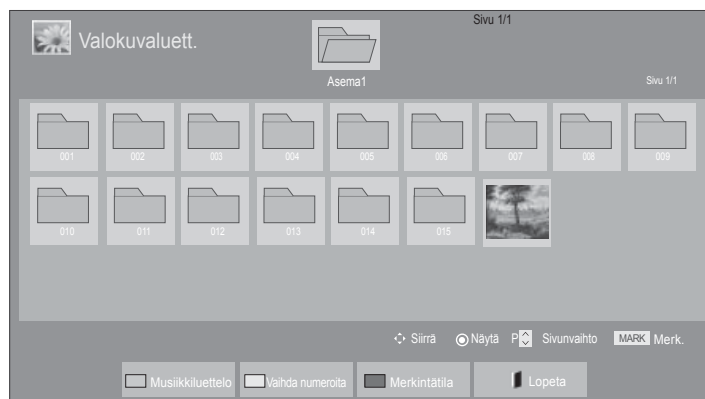 Sivu 1/1
Valokuvaluett.
Asema1
Sivu 1/1
001 002 003 004 005 006 007 008 009
010 011 012 013 014 015
Siirrä Näytä P Sivunvaihto MARK Merk.
Musiikkiluettelo Vaihda numeroita Merkintätila Lopeta